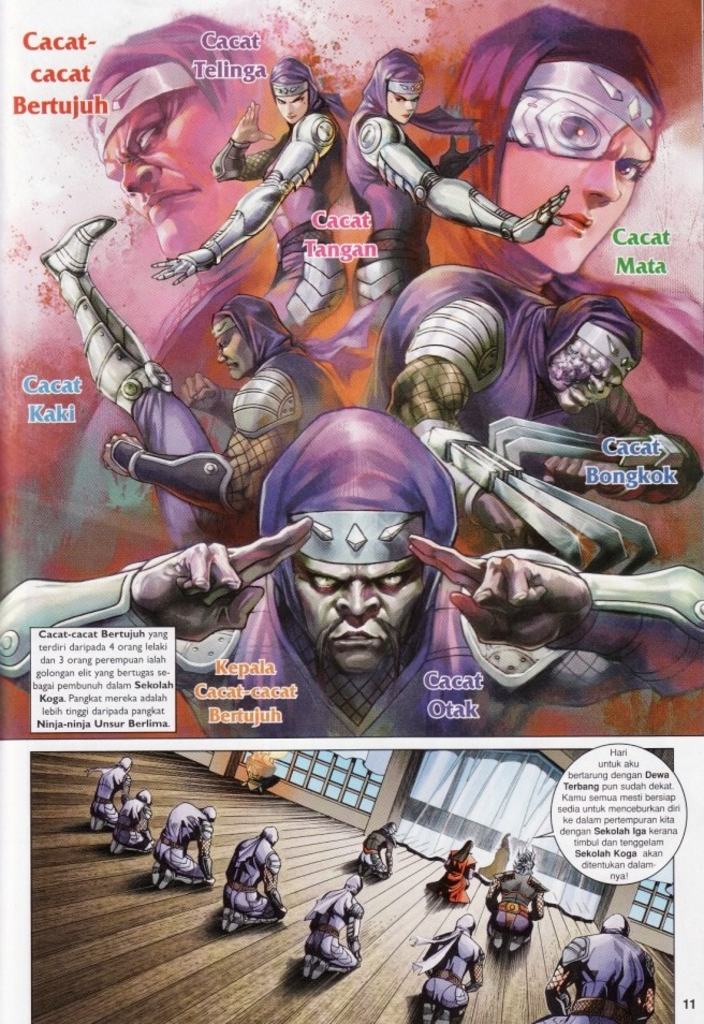 Cacat-
cacat
Bertujuh
Cacat
Telinga
Cacat
Tangan
Cacat
Mata
Cacat
Kaki
Cacat
Bongkok
Cacat-cacat Bertujuh yang
terdiri daripada 4 orang lelaki
dan 3 orang perempuan ialah
golongan elit yang bertugas se-
bagai pembunuh dalam Sekolah
Koga. Pangkat mereka adalah
lebih tinggi daripada pangkat
Ninja-ninja Unsur Berlima.
Kepala
Cacat-cacat
Bertujuh
Cacat
Otak
Hari
untuk aku
bertarung dengan Dewa
Terbang pun sudah dekat.
Kamu semua mesti bersiap
sedia untuk menceburkan diri
ke dalam pertempuran kita
dengan Sekolah Iga kerana
timbul dan tenggelam
Sekolah Koga akan
ditentukan dalam-
nya!
11